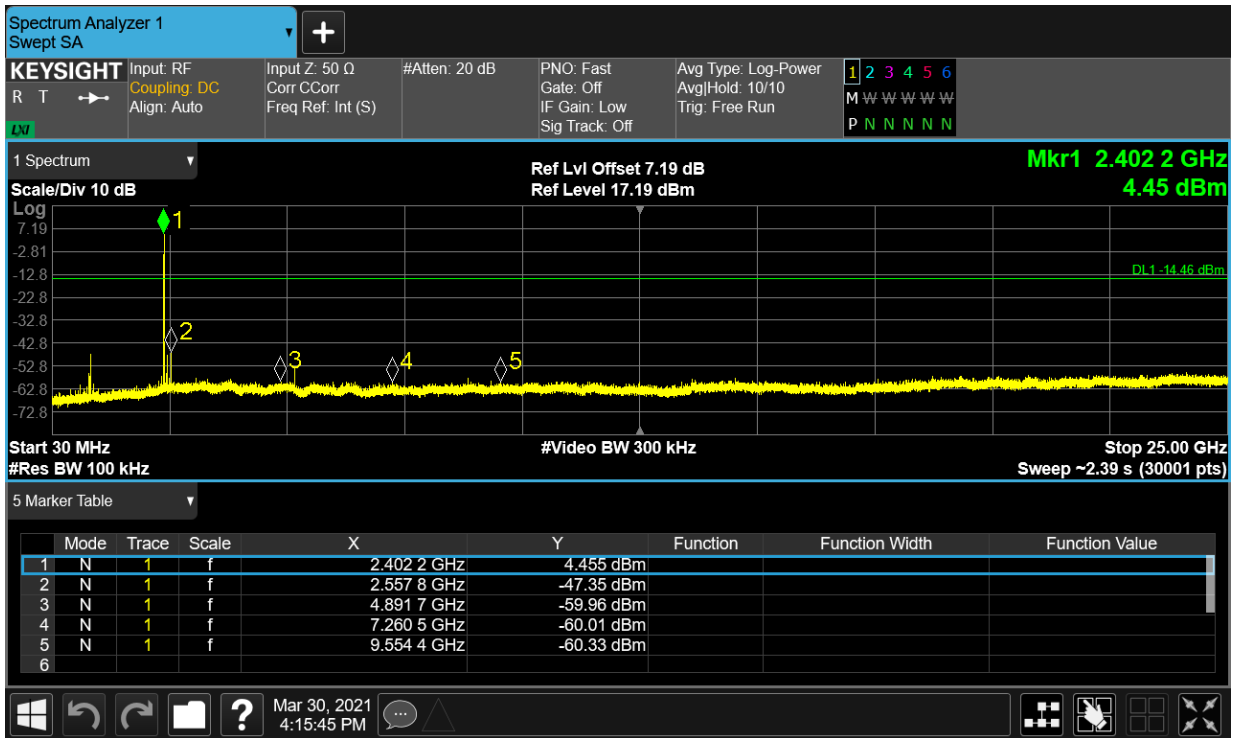 Spectrum Analyzer 1
Swept SA
KEYSIGHT
R T
LXI
Input: RF
Coupling: DC
Align: Auto
Input Z: 50 Ω
Corr CCorr
Freq Ref: Int (S)
#Atten: 20 dB
PNO: Fast
Gate: Off
IF Gain: Low
Sig Track: Off
Avg Type: Log-Power
Avg|Hold: 10/10
Trig: Free Run
1 2 3 4 5 6
M W W W W W
P N N N N N
1 Spectrum
Scale/Div 10 dB
Ref Lvl Offset 7.19 dB
Ref Level 17.19 dBm
Mkr1 2.402 2 GHz
4.45 dBm
Log
7.19
-2.81
-12.8
-22.8
-32.8
-42.8
-52.8
-62.8
-72.8
1
2
3
4
5
DL1 -14.46 dBm
Start 30 MHz
#Video BW 300 kHz
Stop 25.00 GHz
#Res BW 100 kHz
Sweep ~2.39 s (30001 pts)
5 Marker Table
Mode Trace Scale X Y Function Function Width Function Value
1 N 1 f 2.402 2 GHz 4.455 dBm
2 N 1 f 2.557 8 GHz -47.35 dBm
3 N 1 f 4.891 7 GHz -59.96 dBm
4 N 1 f 7.260 5 GHz -60.01 dBm
5 N 1 f 9.554 4 GHz -60.33 dBm
6
?
Mar 30, 2021
4:15:45 PM